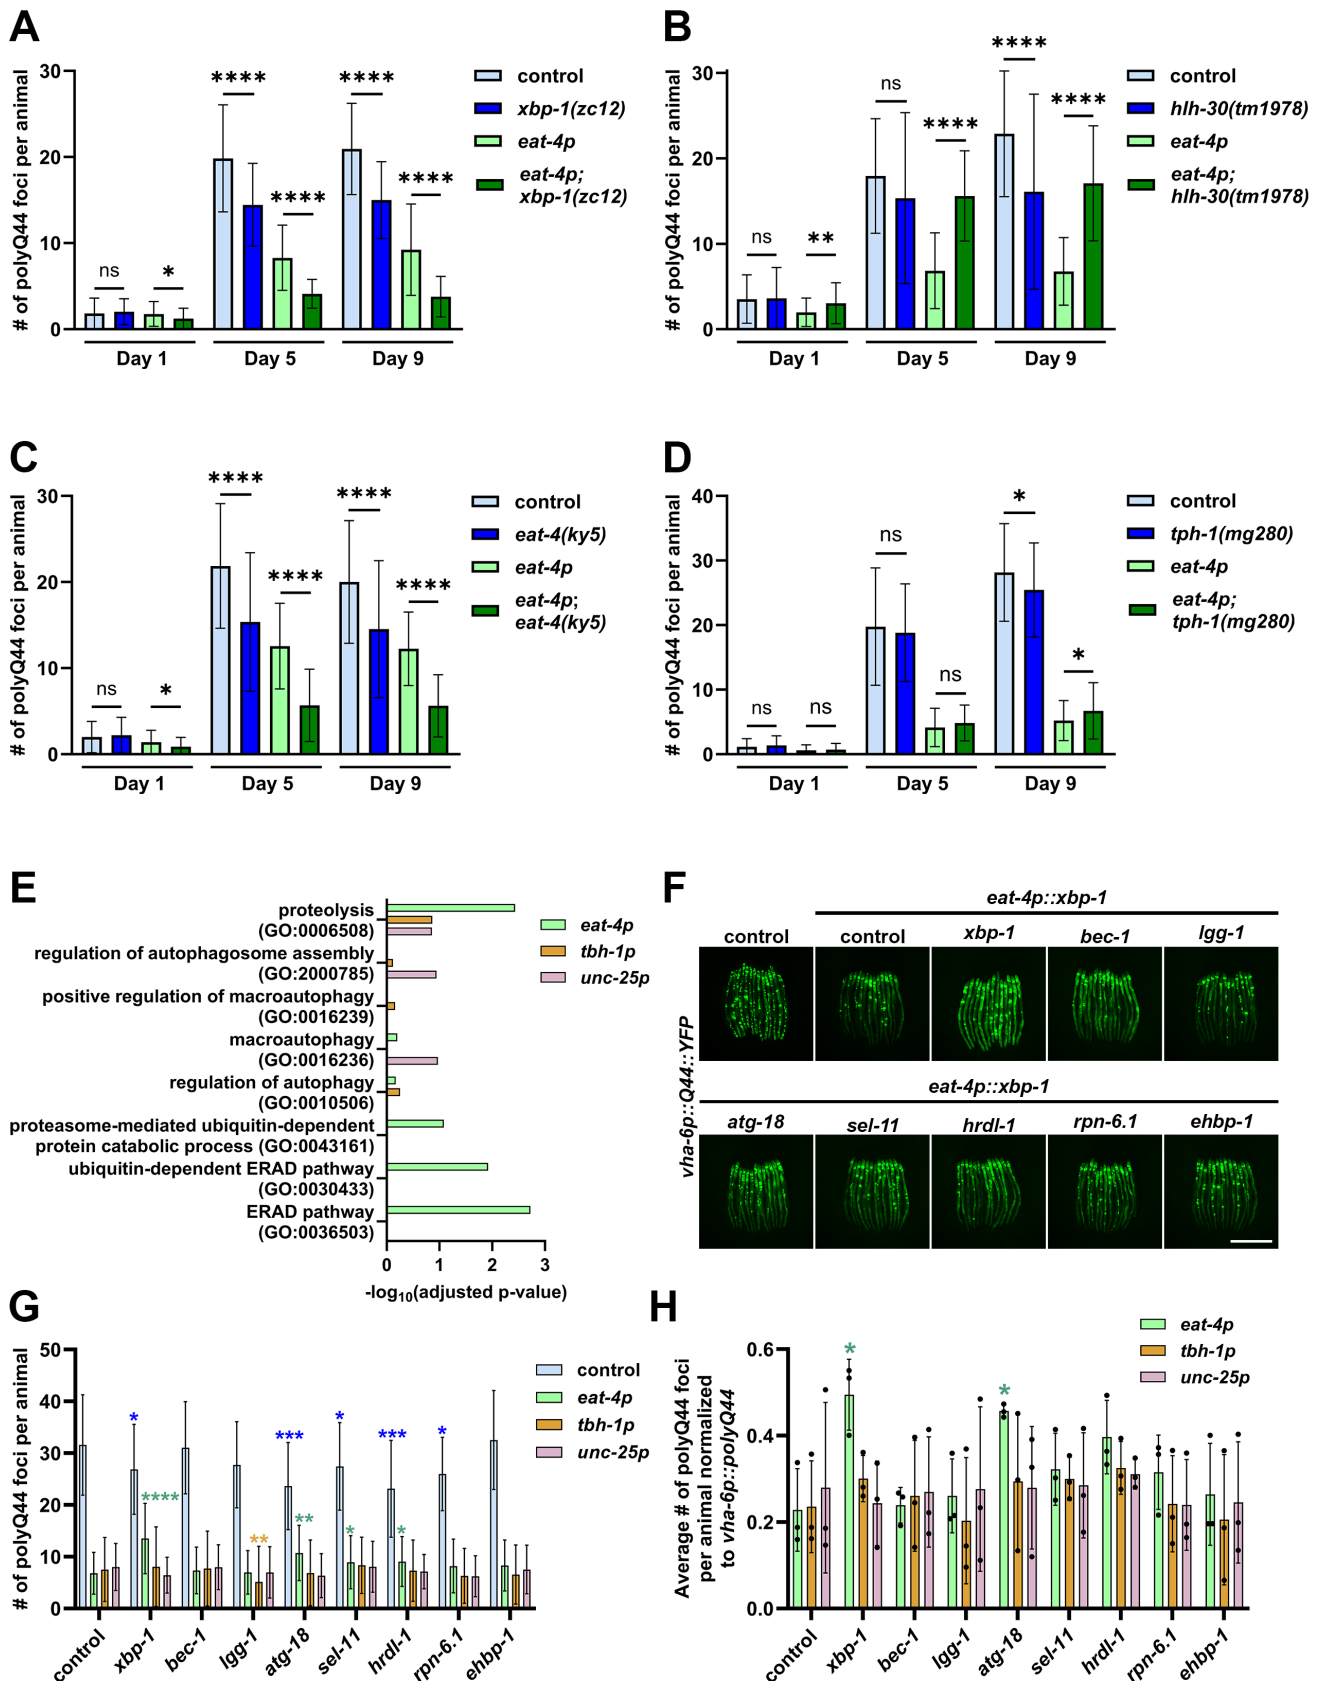 A
# of polyQ44 foci per animal
30
20
10
0
****
****
****
****
ns
*
Day 1
Day 5
Day 9
control
xbp-1(zc12)
eat-4p
eat-4p;
xbp-1(zc12)
B
# of polyQ44 foci per animal
30
20
10
0
****
ns
****
****
ns
**
Day 1
Day 5
Day 9
control
hlh-30(tm1978)
eat-4p
eat-4p;
hlh-30(tm1978)
C
# of polyQ44 foci per animal
30
20
10
0
****
****
****
****
ns
*
Day 1
Day 5
Day 9
control
eat-4(ky5)
eat-4p
eat-4p;
eat-4(ky5)
D
# of polyQ44 foci per animal
40
30
20
10
0
*
ns
ns
*
ns
ns
Day 1
Day 5
Day 9
control
tph-1(mg280)
eat-4p
eat-4p;
tph-1(mg280)
E
proteolysis
(GO:0006508)
regulation of autophagosome assembly
(GO:2000785)
positive regulation of macroautophagy
(GO:0016239)
macroautophagy
(GO:0016236)
regulation of autophagy
(GO:0010506)
proteasome-mediated ubiquitin-dependent
protein catabolic process (GO:0043161)
ubiquitin-dependent ERAD pathway
(GO:0030433)
ERAD pathway
(GO:0036503)
0 1 2 3
-log10(adjusted p-value)
eat-4p
tbh-1p
unc-25p
F
eat-4p::xbp-1
control control xbp-1 bec-1 lgg-1
vha-6p::Q44::YFP
eat-4p::xbp-1
atg-18 sel-11 hrdl-1 rpn-6.1 ehbp-1
G
# of polyQ44 foci per animal
50
40
30
20
10
0
*
****
**
***
**
*
*
***
*
*
control
xbp-1
bec-1
lgg-1
atg-18
sel-11
hrdl-1
rpn-6.1
ehbp-1
control
eat-4p
tbh-1p
unc-25p
H
Average # of polyQ44 foci
per animal normalized
to vha-6p::polyQ44
0.6
0.4
0.2
0.0
*
*
control
xbp-1
bec-1
lgg-1
atg-18
sel-11
hrdl-1
rpn-6.1
ehbp-1
eat-4p
tbh-1p
unc-25p